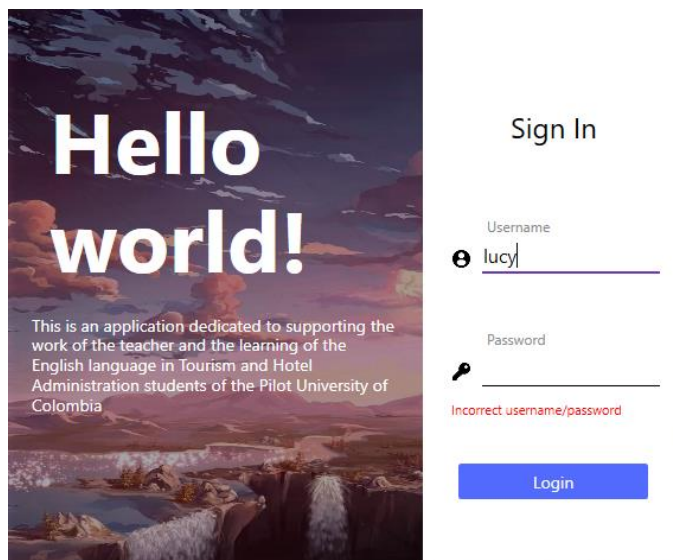 Hello
world!
This is an application dedicated to supporting the
work of the teacher and the learning of the
English language in Tourism and Hotel
Administration students of the Pilot University of
Colombia
Sign In
Username
lucy
Password
Incorrect username/password
Login